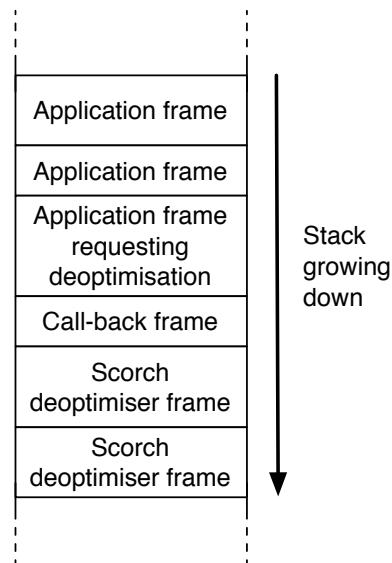 Application frame
Application frame
Application frame
requesting
deoptimisation
Call-back frame
Scorch
deoptimiser frame
Scorch
deoptimiser frame
Stack
growing
down